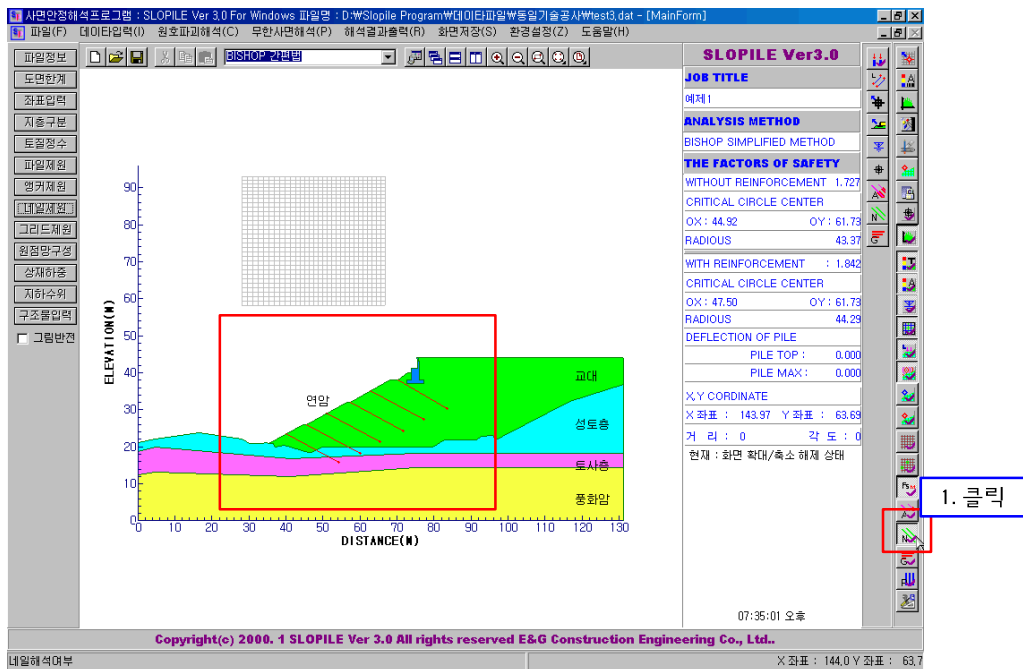 사면안정해석프로그램 : SLOPILE Ver 3,0 For Windows 파일명 : D:₩Slopile Program₩데이타파일₩동일기술공사₩test3,dat - [MainForm]
파일(F) 데이타입력(I) 원호파괴해석(C) 무한사면해석(P) 해석결과출력(R) 화면저장(S) 환경설정(Z) 도움말(H)
BISHOP 간편법
파일정보
도면한계
좌표입력
지층구분
토질정수
파일제원
앵커제원
네일제원
그리드제원
원점망구성
상재하중
지하수위
구조물입력
그림반전
ELEVATION(M)
90
80
70
60
50
40
30
20
10
0
0 10 20 30 40 50 60 70 80 90 100 110 120 130
DISTANCE(M)
연암
교대
성토층
토사층
풍화암
SLOPILE Ver3.0
JOB TITLE
예제1
ANALYSIS METHOD
BISHOP SIMPLIFIED METHOD
THE FACTORS OF SAFETY
WITHOUT REINFORCEMENT 1.727
CRITICAL CIRCLE CENTER
OX : 44.92 OY : 61.73
RADIOUS 43.37
WITH REINFORCEMENT : 1.842
CRITICAL CIRCLE CENTER
OX : 47.50 OY : 61.73
RADIOUS 44.29
DEFLECTION OF PILE
PILE TOP : 0.000
PILE MAX : 0.000
X,Y CORDINATE
X 좌표 : 143.97 Y 좌표 : 63.69
거 리 : 0 각 도 : 0
현재 : 화면 확대/축소 해제 상태
07:35:01 오후
1. 클릭
Copyright(c) 2000. 1 SLOPILE Ver 3.0 All rights reserved E&G Construction Engineering Co., Ltd..
네일해석여부
X 좌표 : 144,0 Y 좌표 : 63,7